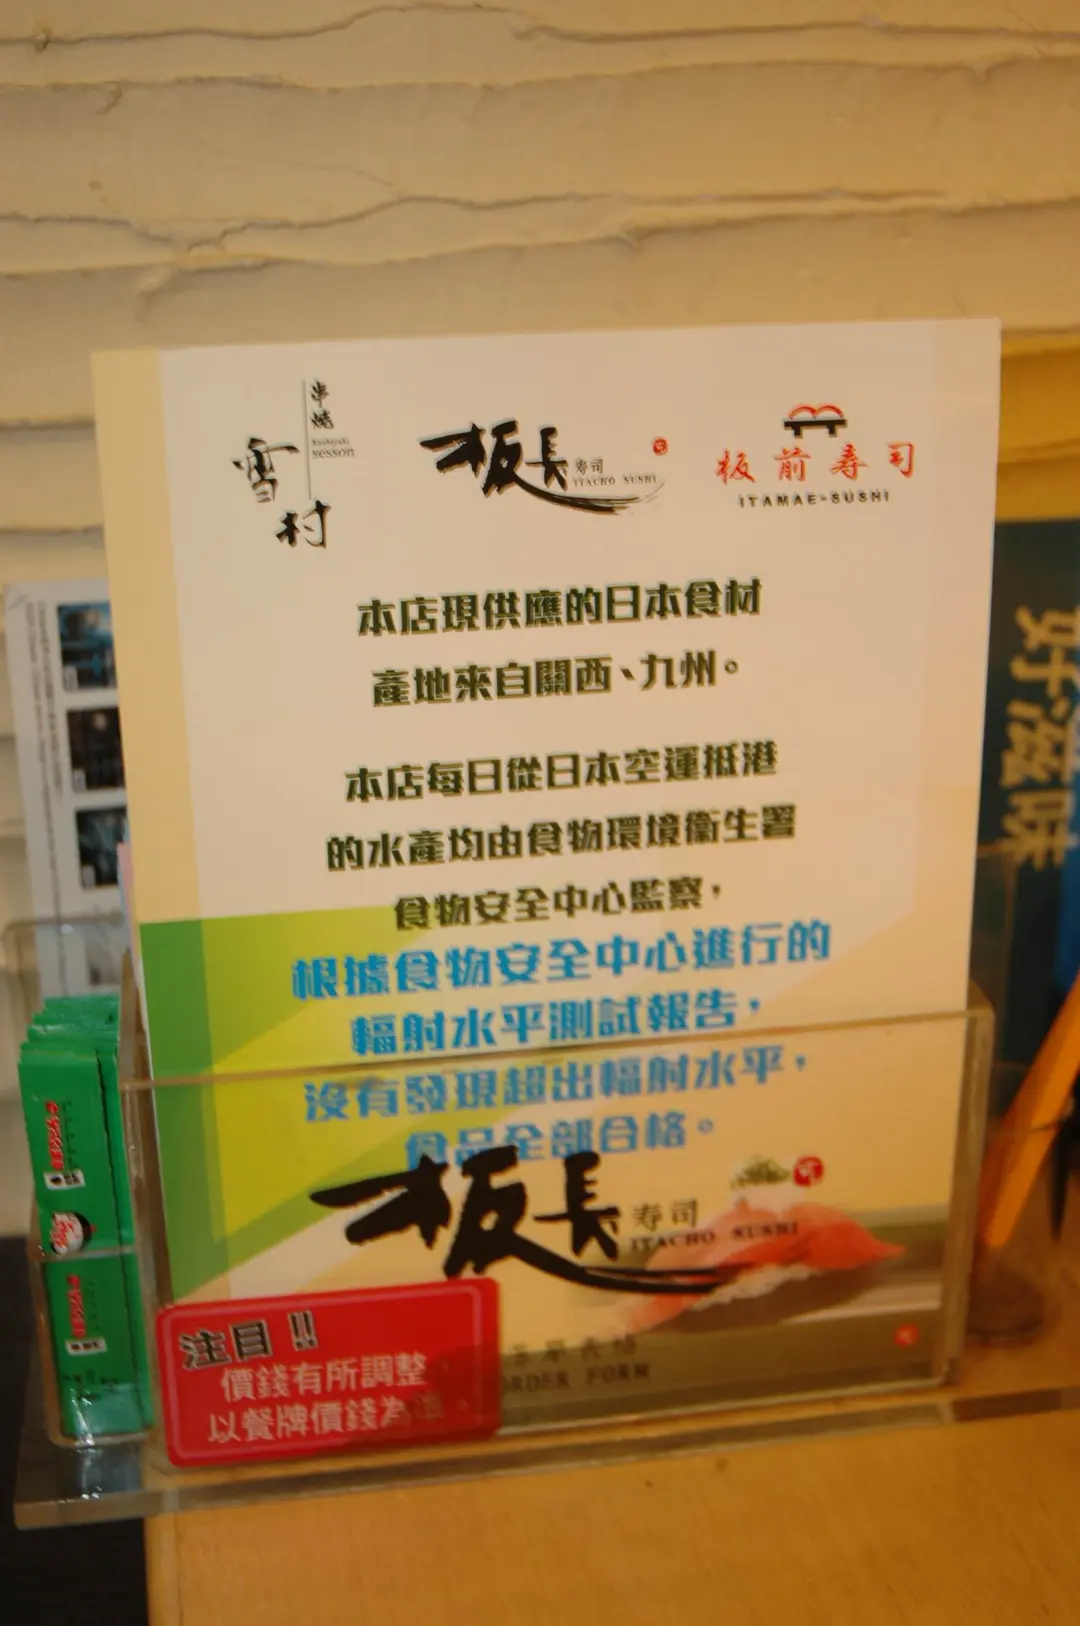 串燒
Kushiyaki
sesson
雪村
板長
寿司
ITACHO SUSHI
板前寿司
ITAMAE-SUSHI
本店現供應的日本食材
產地來自關西、九州。
本店每日從日本空運抵港
的水產均由食物環境衞生署
食物安全中心監察，
根據食物安全中心進行的
輻射水平測試報告，
沒有發現超出輻射水平，
食品全部合格。
板長
寿司
ITACHO SUSHI
ORDER FORM
注目!!
價錢有所調整
以餐牌價錢為準。
好滋味